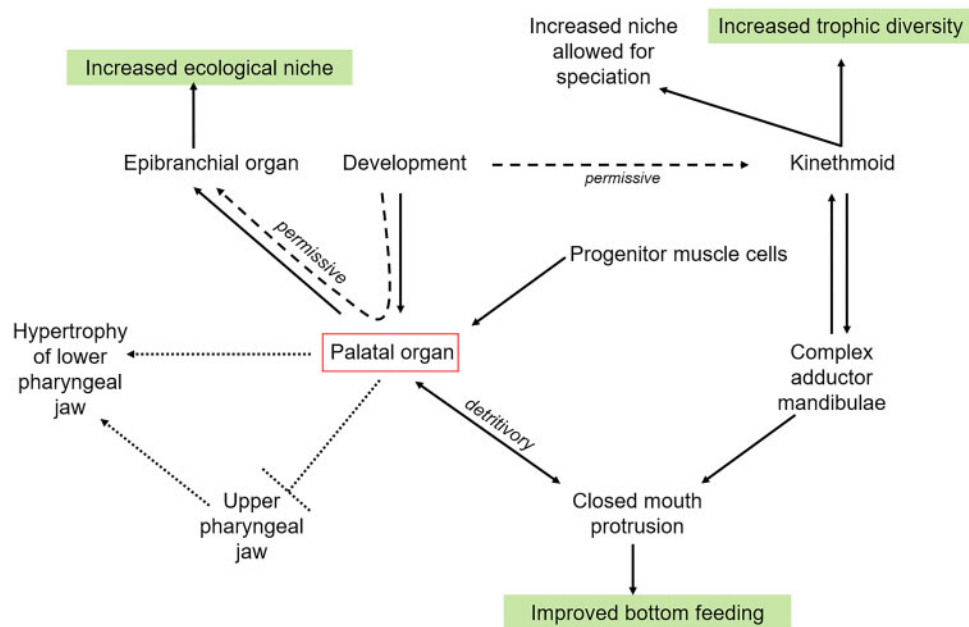 Increased niche
allowed for
speciation
Increased trophic diversity
Increased ecological niche
Epibranchial organ
Development
permissive
Kinethmoid
permissive
Progenitor muscle cells
Hypertrophy
of lower
pharyngeal
jaw
Palatal organ
Complex
adductor
mandibulae
detritivory
Upper
pharyngeal
jaw
Closed mouth
protrusion
Improved bottom feeding